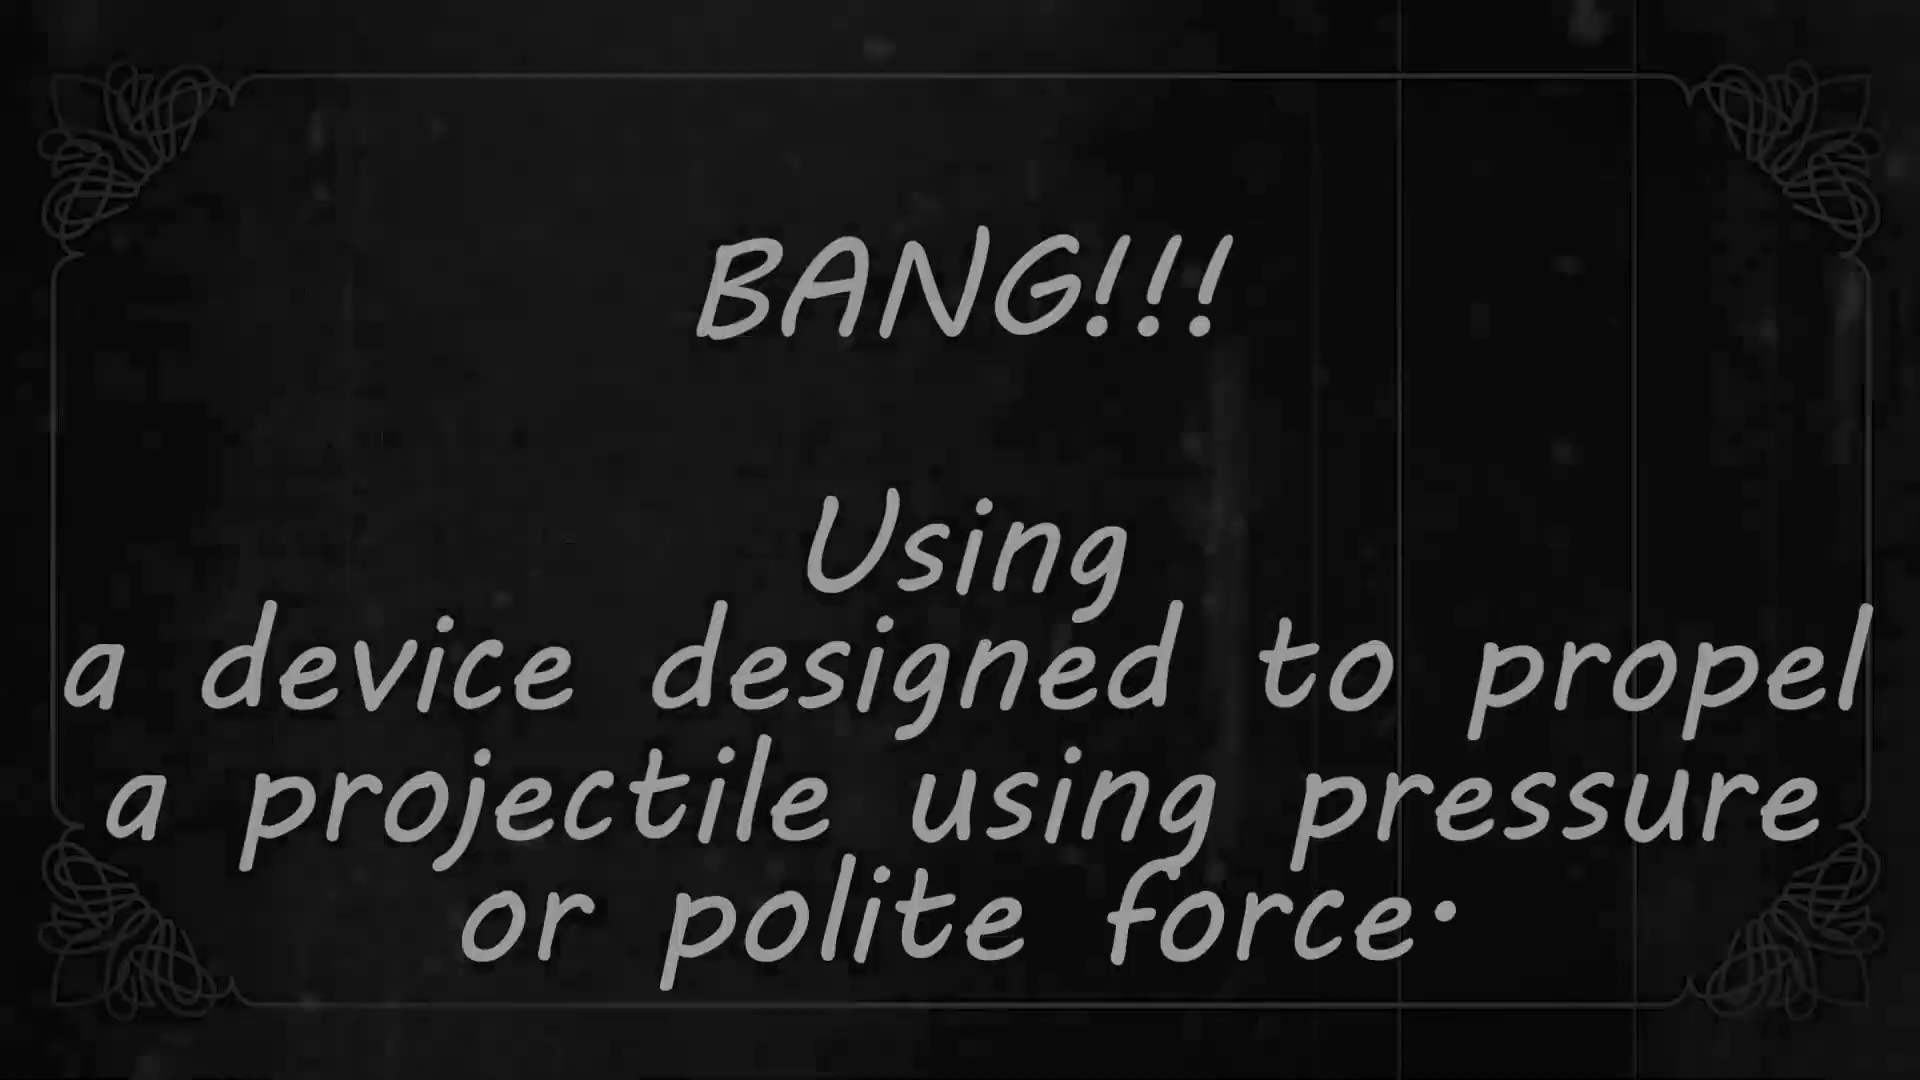 BANG!!!
Using
a device designed to propel
a projectile using pressure
or polite force.